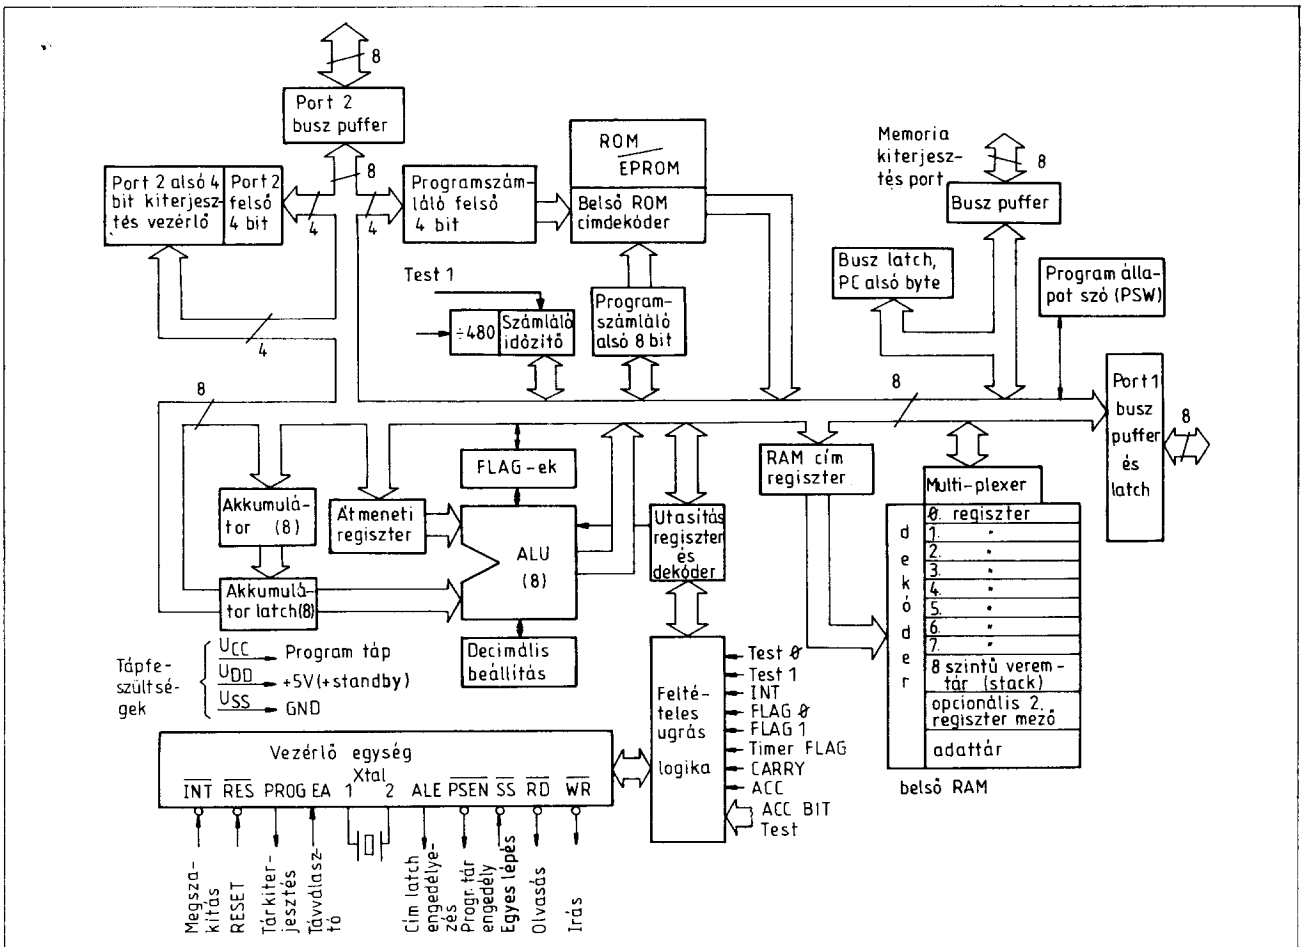 8
Port 2
busz puffer
8
Port 2 alsó 4
bit kiterjesz-
tés vezérlő
Port 2
felső
4 bit
4
4
Programszám-
láló felső
4 bit
ROM
EPROM
Belső ROM
címdekóder
Memoria
kiterjesz-
tés port
8
Busz puffer
Busz latch,
PC alsó byte
Program álla-
pot szó (PSW)
Test 1
÷480
Számláló
időzítő
Program-
számláló
alsó 8 bit
4
8
8
Port 1
busz
puffer
és
latch
8
FLAG-ek
RAM cím
regiszter
Akkumulá-
tor (8)
Átmeneti
regiszter
ALU
(8)
Utasítás
regiszter
és
dekóder
Akkumulá-
tor latch(8)
Decimális
beállítás
Multi-plexer
dekóder
0. regiszter
1. "
2. "
3. "
4. "
5. "
6. "
7. "
8 szintű verem-
tár (stack)
opcionális 2.
regiszter mező
adattár
belső RAM
Tápfe-
szültsé-
gek
UCC Program táp
UDD +5V(+standby)
USS GND
Felté-
teles
ugrás
logika
Test 0
Test 1
INT
FLAG 0
FLAG 1
Timer FLAG
CARRY
ACC
ACC BIT
Test
Vezérlő egység
Xtal
INT RES PROG EA 1 2 ALE PSEN SS RD WR
Megsza-
kítás
RESET
Tárkiter-
jesztés
Távválasz-
tó
Cím latch
engedélye-
zés
Progr. tár
engedély
Egyes lépés
Olvasás
Irás